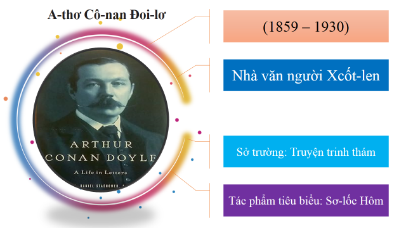 A-thơ Cô-nan Đoi-lơ
(1859 – 1930)
Nhà văn người Xcốt-len
ARTHUR
CONAN DOYLE
A Life in Letters
Sở trường: Truyện trinh thám
Tác phẩm tiêu biểu: Sơ-lốc Hôm